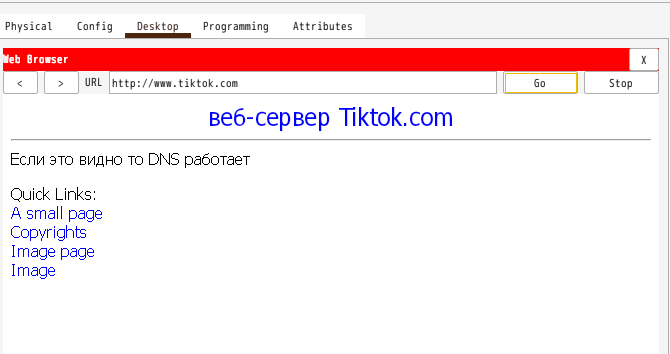 Physical Config Desktop Programming Attributes
Web Browser X
< > URL http://www.tiktok.com Go Stop
веб-сервер Tiktok.com
Если это видно то DNS работает
Quick Links:
A small page
Copyrights
Image page
Image